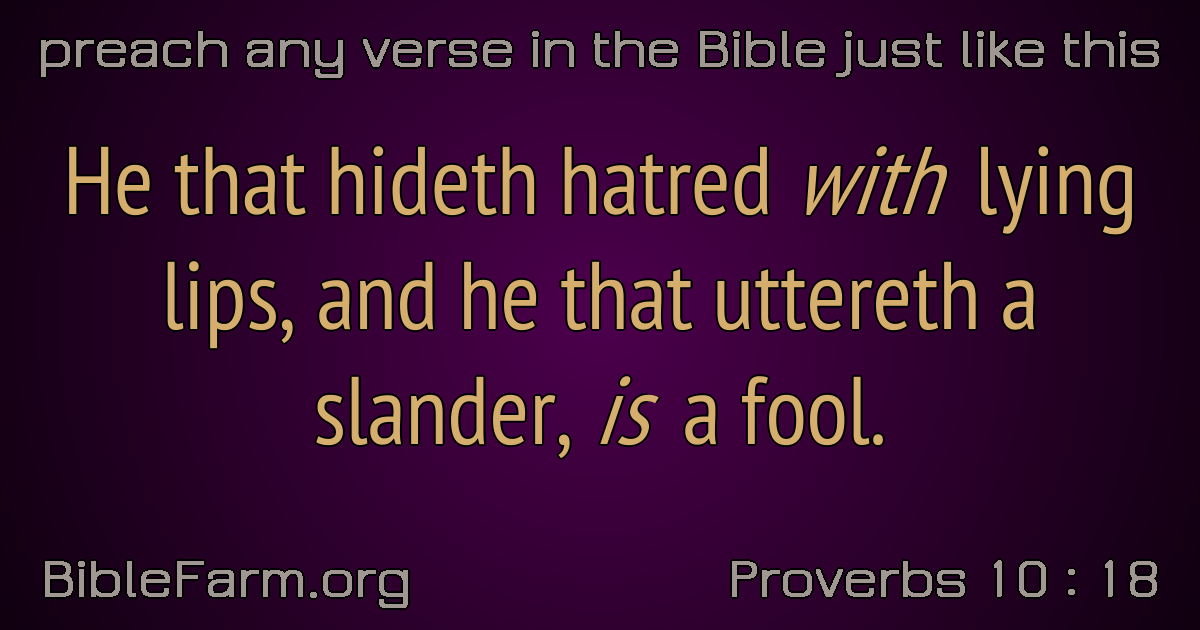 preach any verse in the Bible just like this
He that hideth hatred with lying
lips, and he that uttereth a
slander, is a fool.
BibleFarm.org
Proverbs 10 : 18